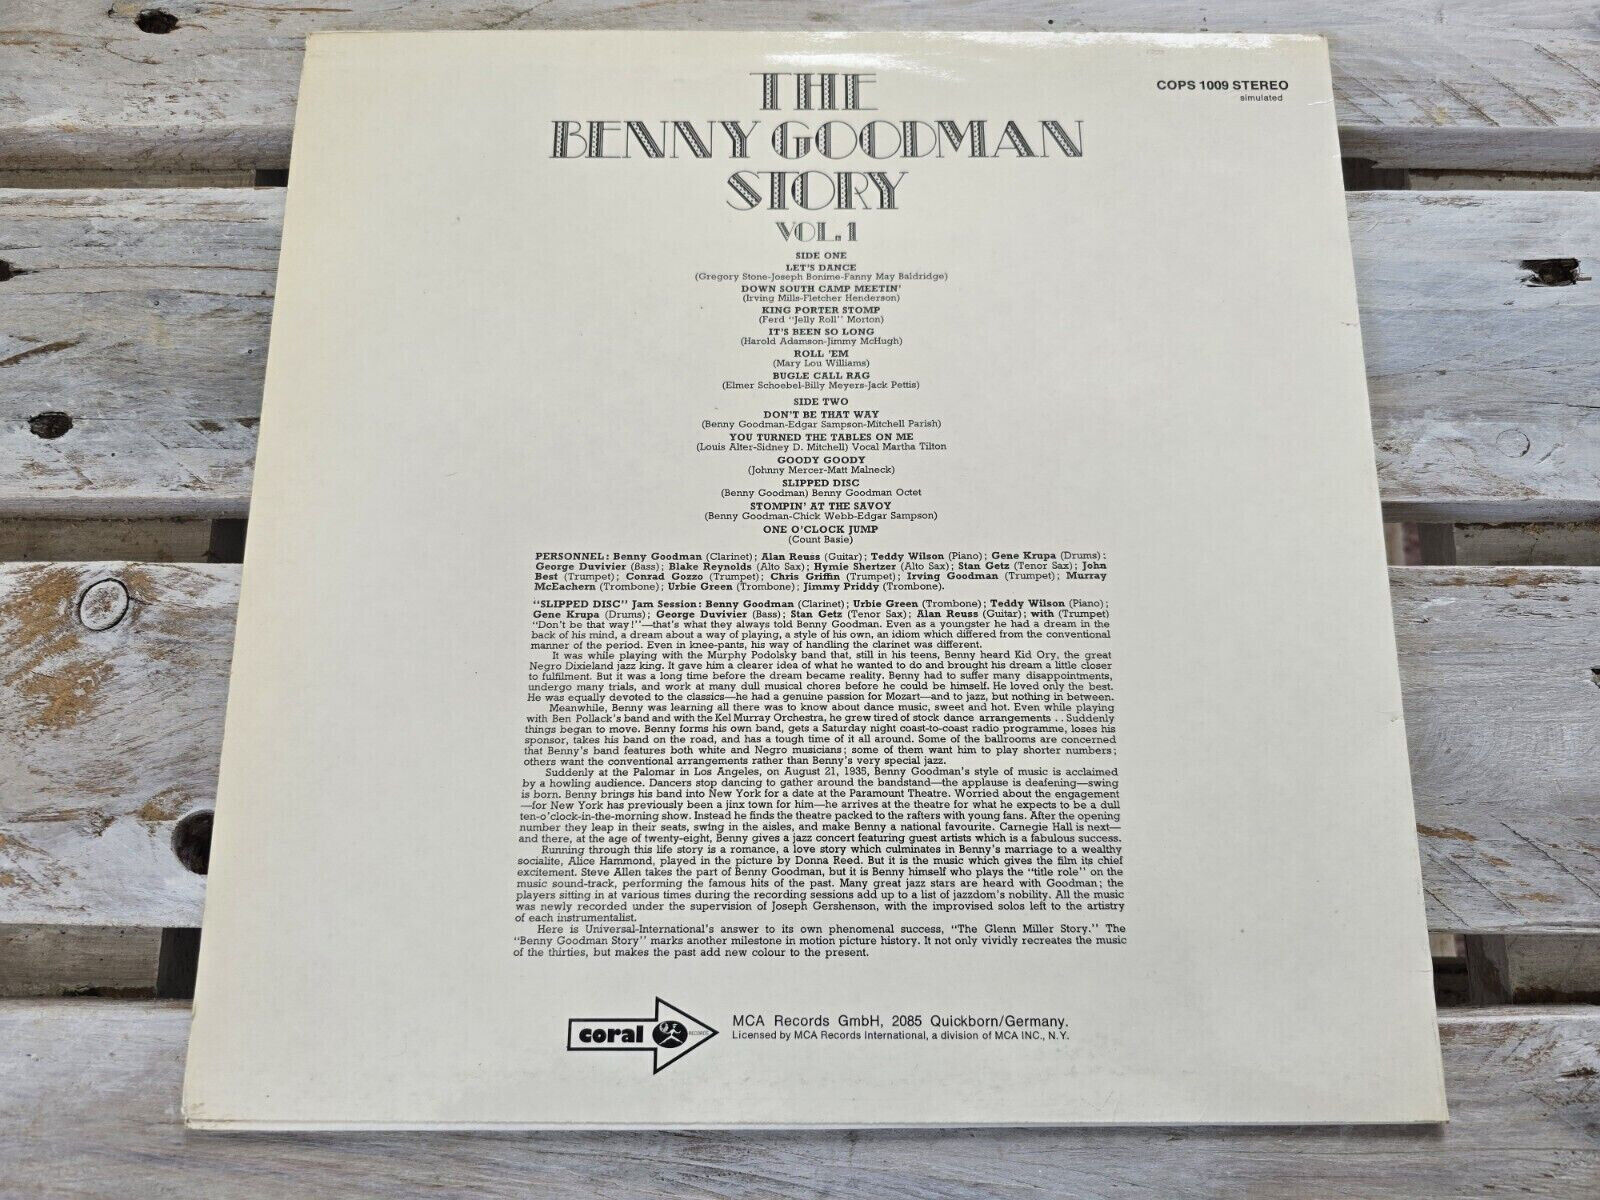 COPS 1009 STEREO
simulated
THE
BENNY GOODMAN
STORY
VOL. 1
SIDE ONE
LET'S DANCE
(Gregory Stone-Joseph Bonime-Fanny May Baldridge)
DOWN SOUTH CAMP MEETIN'
(Irving Mills-Fletcher Henderson)
KING PORTER STOMP
(Ferd "Jelly Roll" Morton)
IT'S BEEN SO LONG
(Harold Adamson-Jimmy McHugh)
ROLL 'EM
(Mary Lou Williams)
BUGLE CALL RAG
(Elmer Schoebel-Billy Meyers-Jack Pettis)
SIDE TWO
DON'T BE THAT WAY
(Benny Goodman-Edgar Sampson-Mitchell Parish)
YOU TURNED THE TABLES ON ME
(Louis Alter-Sidney D. Mitchell) Vocal Martha Tilton
GOODY GOODY
(Johnny Mercer-Matt Malneck)
SLIPPED DISC
(Benny Goodman) Benny Goodman Octet
STOMPIN' AT THE SAVOY
(Benny Goodman-Chick Webb-Edgar Sampson)
ONE O'CLOCK JUMP
(Count Basie)
PERSONNEL: Benny Goodman (Clarinet); Alan Reuss (Guitar); Teddy Wilson (Piano); Gene Krupa (Drums);
George Duvivier (Bass); Blake Reynolds (Alto Sax); Hymie Shertzer (Alto Sax); Stan Getz (Tenor Sax); John
Best (Trumpet); Conrad Gozzo (Trumpet); Chris Griffin (Trumpet); Irving Goodman (Trumpet); Murray
McEachern (Trombone); Urbie Green (Trombone); Jimmy Priddy (Trombone).
"SLIPPED DISC" Jam Session: Benny Goodman (Clarinet); Urbie Green (Trombone); Teddy Wilson (Piano);
Gene Krupa (Drums); George Duvivier (Bass); Stan Getz (Tenor Sax); Alan Reuss (Guitar); with (Trumpet)
"Don't be that way!"—that's what they always told Benny Goodman. Even as a youngster he had a dream in the
back of his mind, a dream about a way of playing, a style of his own, an idiom which differed from the conventional
manner of the period. Even in knee-pants, his way of handling the clarinet was different.
It was while playing with the Murphy Podolsky band that, still in his teens, Benny heard Kid Ory, the great
Negro Dixieland jazz king. It gave him a clearer idea of what he wanted to do and brought his dream a little closer
to fulfilment. But it was a long time before the dream became reality. Benny had to suffer many disappointments,
undergo many trials, and work at many dull musical chores before he could be himself. He loved only the best.
He was equally devoted to the classics—he had a genuine passion for Mozart—and to jazz, but nothing in between.
Meanwhile, Benny was learning all there was to know about dance music, sweet and hot. Even while playing
with Ben Pollack's band and with the Kel Murray Orchestra, he grew tired of stock dance arrangements . . Suddenly
things began to move. Benny forms his own band, gets a Saturday night coast-to-coast radio programme, loses his
sponsor, takes his band on the road, and has a tough time of it all around. Some of the ballrooms are concerned
that Benny's band features both white and Negro musicians; some of them want him to play shorter numbers;
others want the conventional arrangements rather than Benny's very special jazz.
Suddenly at the Palomar in Los Angeles, on August 21, 1935, Benny Goodman's style of music is acclaimed
by a howling audience. Dancers stop dancing to gather around the bandstand—the applause is deafening—swing
is born. Benny brings his band into New York for a date at the Paramount Theatre. Worried about the engagement
—for New York has previously been a jinx town for him—he arrives at the theatre for what he expects to be a dull
ten-o'clock-in-the-morning show. Instead he finds the theatre packed to the rafters with young fans. After the opening
number they leap in their seats, swing in the aisles, and make Benny a national favourite. Carnegie Hall is next—
and there, at the age of twenty-eight, Benny gives a jazz concert featuring guest artists which is a fabulous success.
Running through this life story is a romance, a love story which culminates in Benny's marriage to a wealthy
socialite, Alice Hammond, played in the picture by Donna Reed. But it is the music which gives the film its chief
excitement. Steve Allen takes the part of Benny Goodman, but it is Benny himself who plays the "title role" on the
music sound-track, performing the famous hits of the past. Many great jazz stars are heard with Goodman; the
players sitting in at various times during the recording sessions add up to a list of jazzdom's nobility. All the music
was newly recorded under the supervision of Joseph Gershenson, with the improvised solos left to the artistry
of each instrumentalist.
Here is Universal-International's answer to its own phenomenal success, "The Glenn Miller Story." The
"Benny Goodman Story" marks another milestone in motion picture history. It not only vividly recreates the music
of the thirties, but makes the past add new colour to the present.
coral RECORDS
MCA Records GmbH, 2085 Quickborn/Germany.
Licensed by MCA Records International, a division of MCA INC., N.Y.